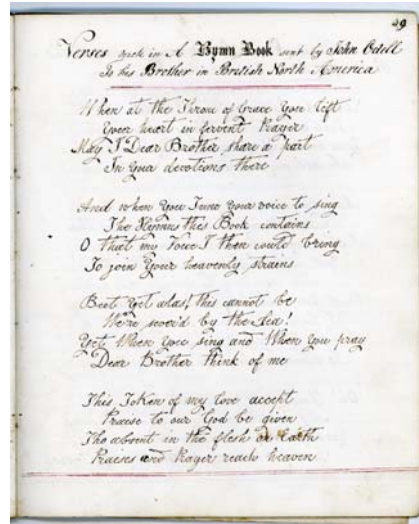 29
Verses wrote in A Hymn Book sent by John Odell
To his Brother in British North America
When at the Throne of Grace You lift
Your heart in fervent Prayer
May I Dear Brother share a part
In Your devotions there
And when You Tune Your voice to sing
The Hymns this Book contains
O that my Voice I then could bring
To join Your heavenly strains
But Yet alas! this cannot be
We're sever'd by the Sea!
Yet When You sing and When You pray
Dear Brother think of me
This Token of my love accept
Praise to our God be given
Tho absent in the flesh on Earth
Praises and Prayer reach heaven